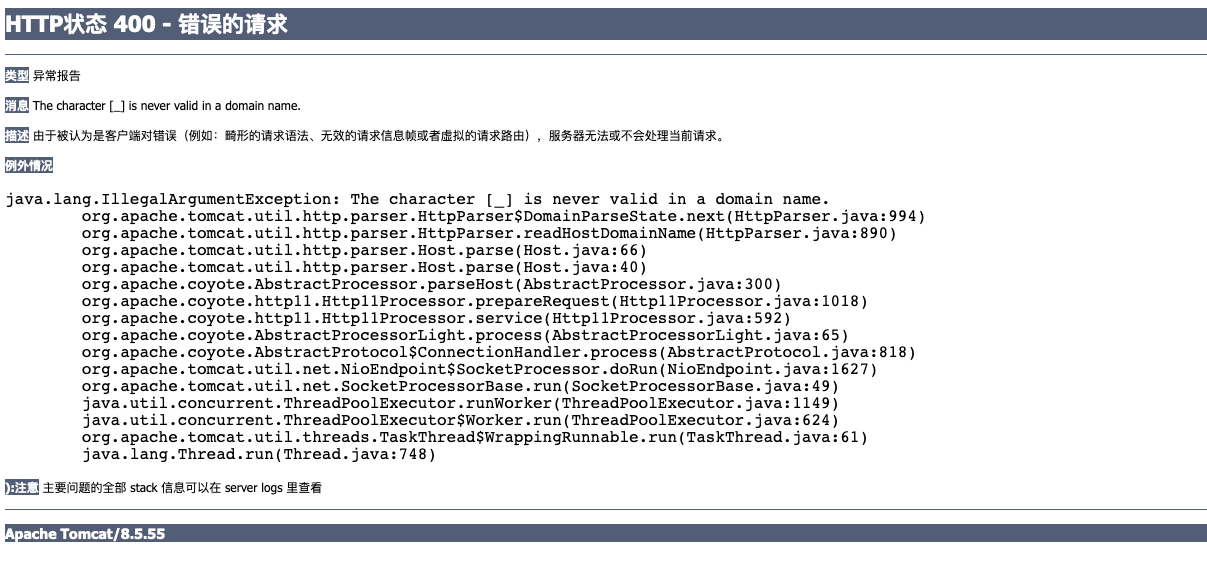 HTTP状态 400 - 错误的请求
类型 异常报告
消息 The character [_] is never valid in a domain name.
描述 由于被认为是客户端对错误（例如：畸形的请求语法、无效的请求信息帧或者虚拟的请求路由），服务器无法或不会处理当前请求。
例外情况
java.lang.IllegalArgumentException: The character [_] is never valid in a domain name.
org.apache.tomcat.util.http.parser.HttpParser$DomainParseState.next(HttpParser.java:994)
org.apache.tomcat.util.http.parser.HttpParser.readHostDomainName(HttpParser.java:890)
org.apache.tomcat.util.http.parser.Host.parse(Host.java:66)
org.apache.tomcat.util.http.parser.Host.parse(Host.java:40)
org.apache.coyote.AbstractProcessor.parseHost(AbstractProcessor.java:300)
org.apache.coyote.http11.Http11Processor.prepareRequest(Http11Processor.java:1018)
org.apache.coyote.http11.Http11Processor.service(Http11Processor.java:592)
org.apache.coyote.AbstractProcessorLight.process(AbstractProcessorLight.java:65)
org.apache.coyote.AbstractProtocol$ConnectionHandler.process(AbstractProtocol.java:818)
org.apache.tomcat.util.net.NioEndpoint$SocketProcessor.doRun(NioEndpoint.java:1627)
org.apache.tomcat.util.net.SocketProcessorBase.run(SocketProcessorBase.java:49)
java.util.concurrent.ThreadPoolExecutor.runWorker(ThreadPoolExecutor.java:1149)
java.util.concurrent.ThreadPoolExecutor$Worker.run(ThreadPoolExecutor.java:624)
org.apache.tomcat.util.threads.TaskThread$WrappingRunnable.run(TaskThread.java:61)
java.lang.Thread.run(Thread.java:748)
):注意 主要问题的全部 stack 信息可以在 server logs 里查看
Apache Tomcat/8.5.55